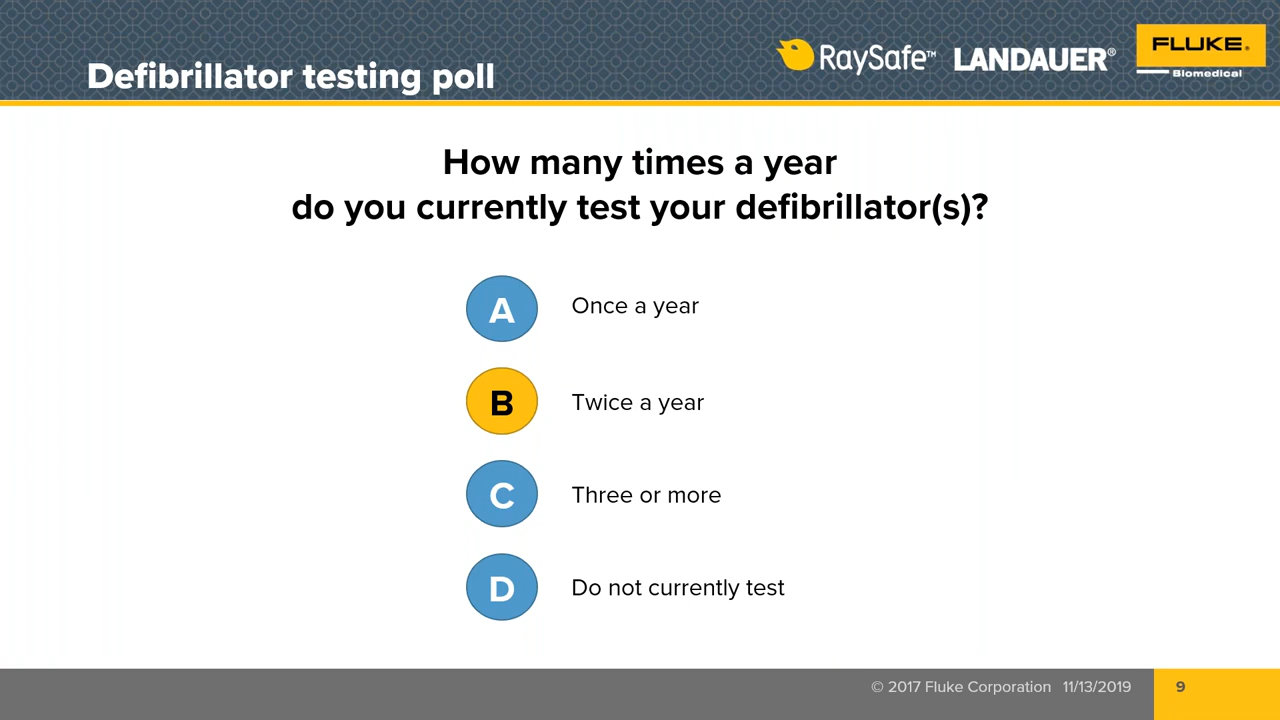 Defibrillator testing poll
RaySafe™ LANDAUER® FLUKE®
Biomedical
How many times a year
do you currently test your defibrillator(s)?
A Once a year
B Twice a year
C Three or more
D Do not currently test
© 2017 Fluke Corporation 11/13/2019 9